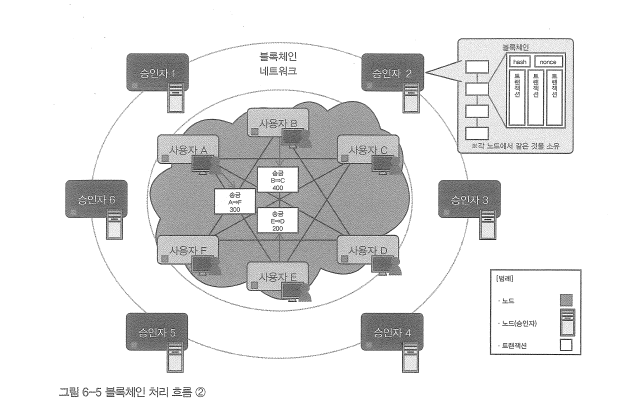 블록체인
네트워크
승인자 1
승인자 2
승인자 3
승인자 4
승인자 5
승인자 6
블록체인
hash
nonce
트랜잭션
트랜잭션
트랜잭션
※각 노드에서 같은 것을 소유
사용자 A
사용자 B
사용자 C
사용자 D
사용자 E
사용자 F
송금
B⇒C
400
송금
A⇒F
300
송금
E⇒D
200
[범례]
· 노드
· 노드(승인자)
· 트랜잭션
그림 6-5 블록체인 처리 흐름 ②